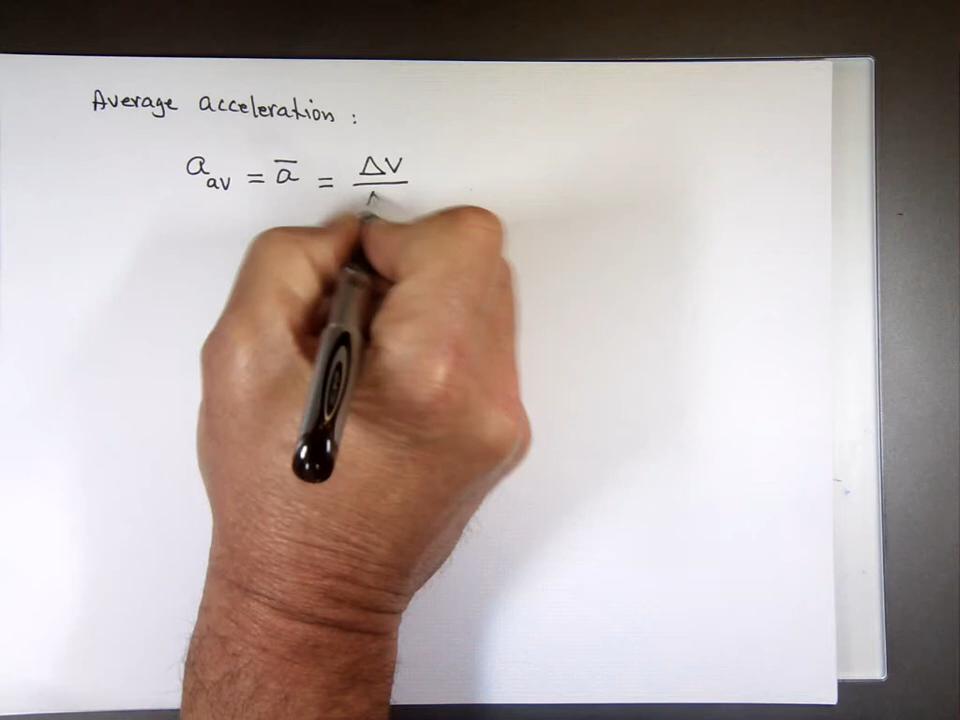 Average acceleration :
a_av = a̅ = ΔV /